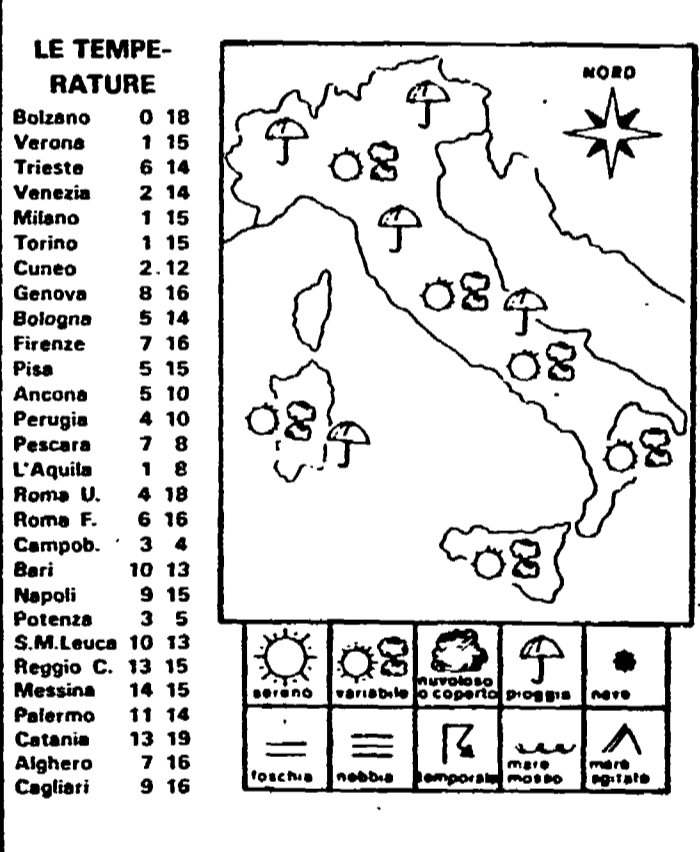 LE TEMPE-
RATURE
Bolzano 0 18
Verona 1 15
Trieste 6 14
Venezia 2 14
Milano 1 15
Torino 1 15
Cuneo 2.12
Genova 8 16
Bologna 5 14
Firenze 7 16
Pisa 5 15
Ancona 5 10
Perugia 4 10
Pescara 7 8
L'Aquila 1 8
Roma U. 4 18
Roma F. 6 16
Campob. 3 4
Bari 10 13
Napoli 9 15
Potenza 3 5
S.M.Leuca 10 13
Reggio C. 13 15
Messina 14 15
Palermo 11 14
Catania 13 19
Alghero 7 16
Cagliari 9 16
NORD
sereno
variabile
nuvoloso
o coperto
pioggia
neve
foschia
nebbia
temporale
mare
mosso
mare
agitato